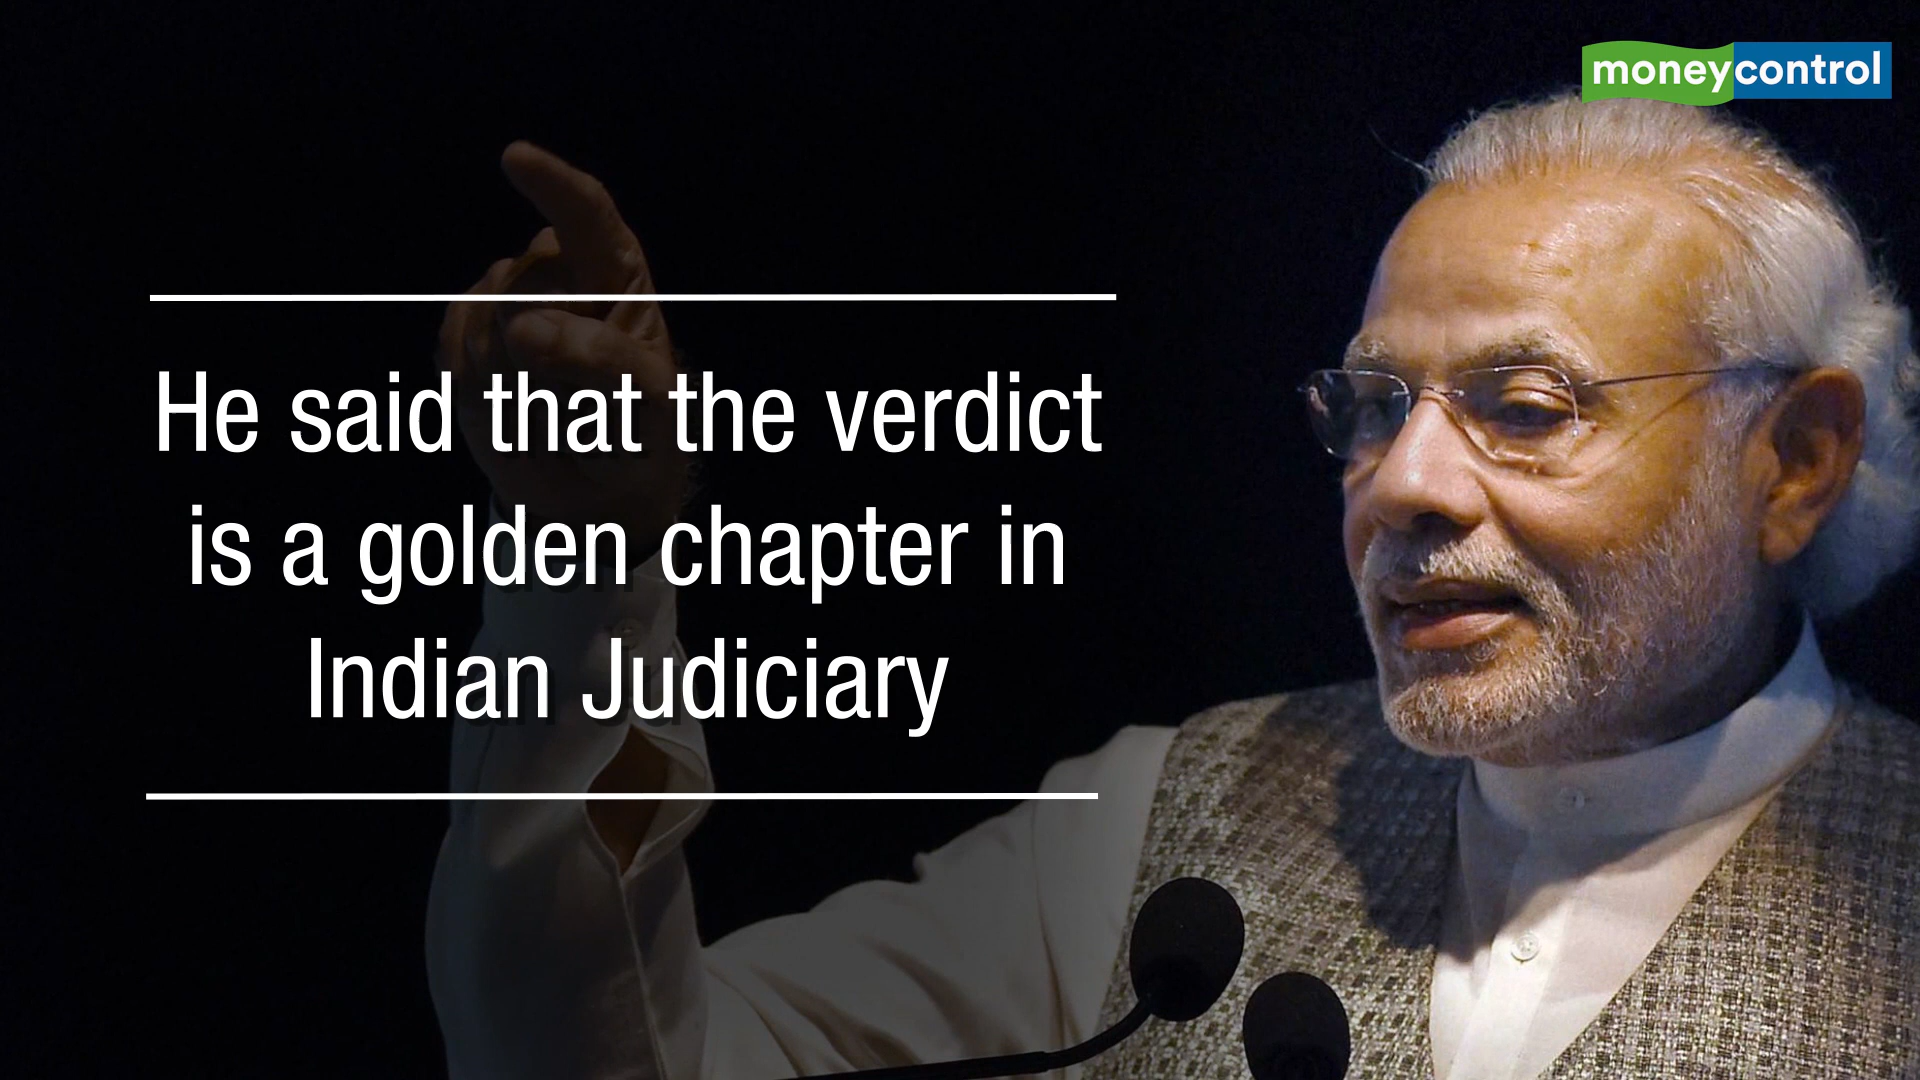 moneycontrol
He said that the verdict
is a golden chapter in
Indian Judiciary